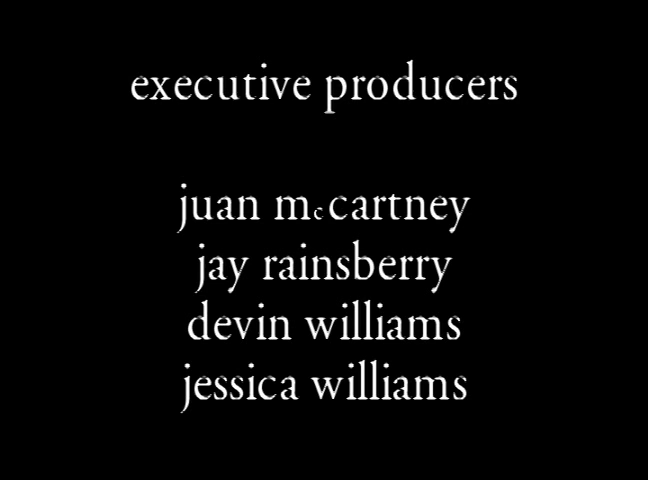 executive producers
juan mccartney
jay rainsberry
devin williams
jessica williams